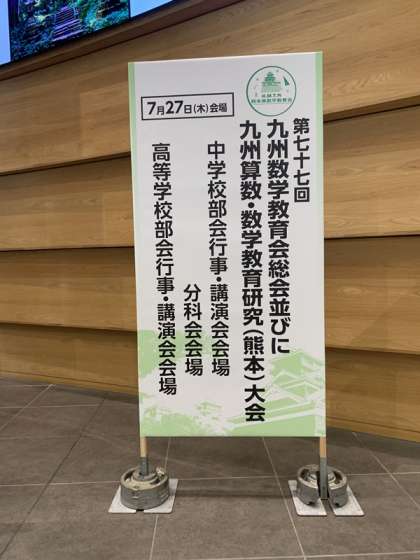 第七十七回
九州数学教育会総会並びに
九州算数・数学教育研究(熊本)大会
中学校部会行事・講演会会場
分科会会場
高等学校部会行事・講演会会場
7月27日(木)会場